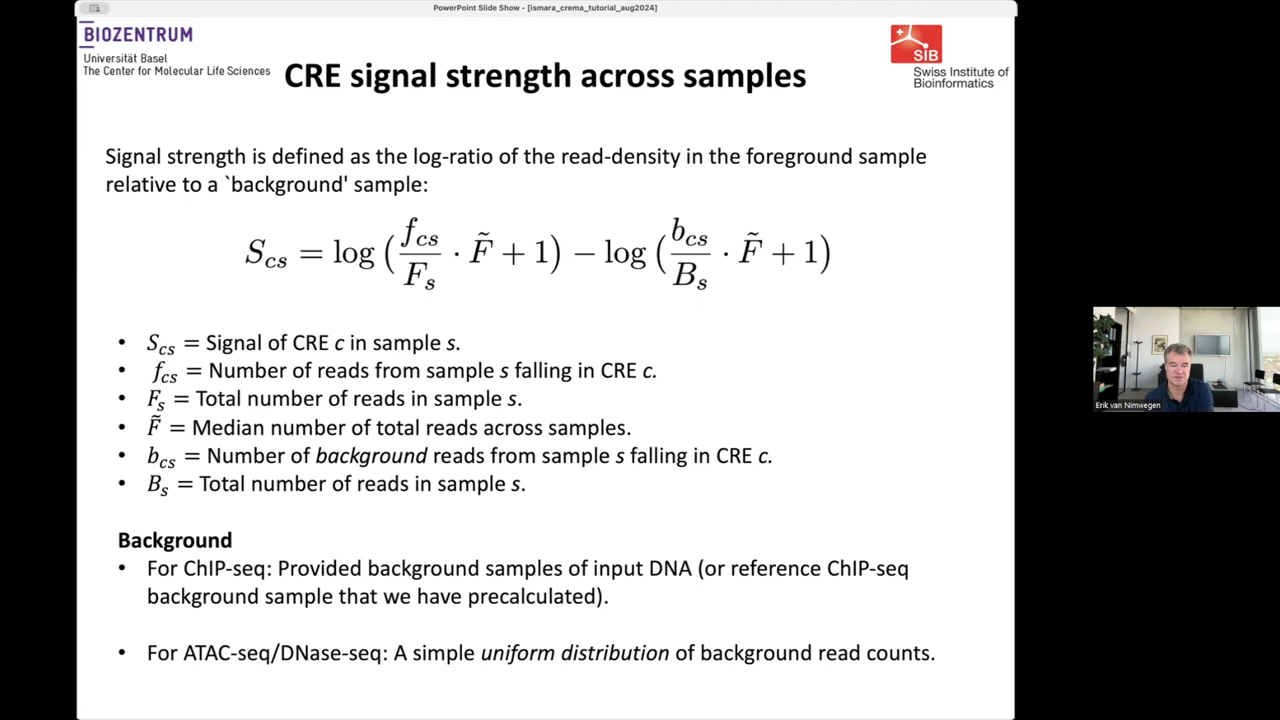 PowerPoint Slide Show - [ismara_crema_tutorial_aug2024]
BIOZENTRUM
Universität Basel
The Center for Molecular Life Sciences
CRE signal strength across samples
SIB
Swiss Institute of
Bioinformatics
Signal strength is defined as the log-ratio of the read-density in the foreground sample
relative to a `background' sample:
S_cs = log ( f_cs / F_s · F̃ + 1) − log ( b_cs / B_s · F̃ + 1)
• S_cs = Signal of CRE c in sample s.
• f_cs = Number of reads from sample s falling in CRE c.
• F_s = Total number of reads in sample s.
• F̃ = Median number of total reads across samples.
• b_cs = Number of background reads from sample s falling in CRE c.
• B_s = Total number of reads in sample s.
Background
• For ChIP-seq: Provided background samples of input DNA (or reference ChIP-seq
background sample that we have precalculated).
• For ATAC-seq/DNase-seq: A simple uniform distribution of background read counts.
Erik van Nimwegen